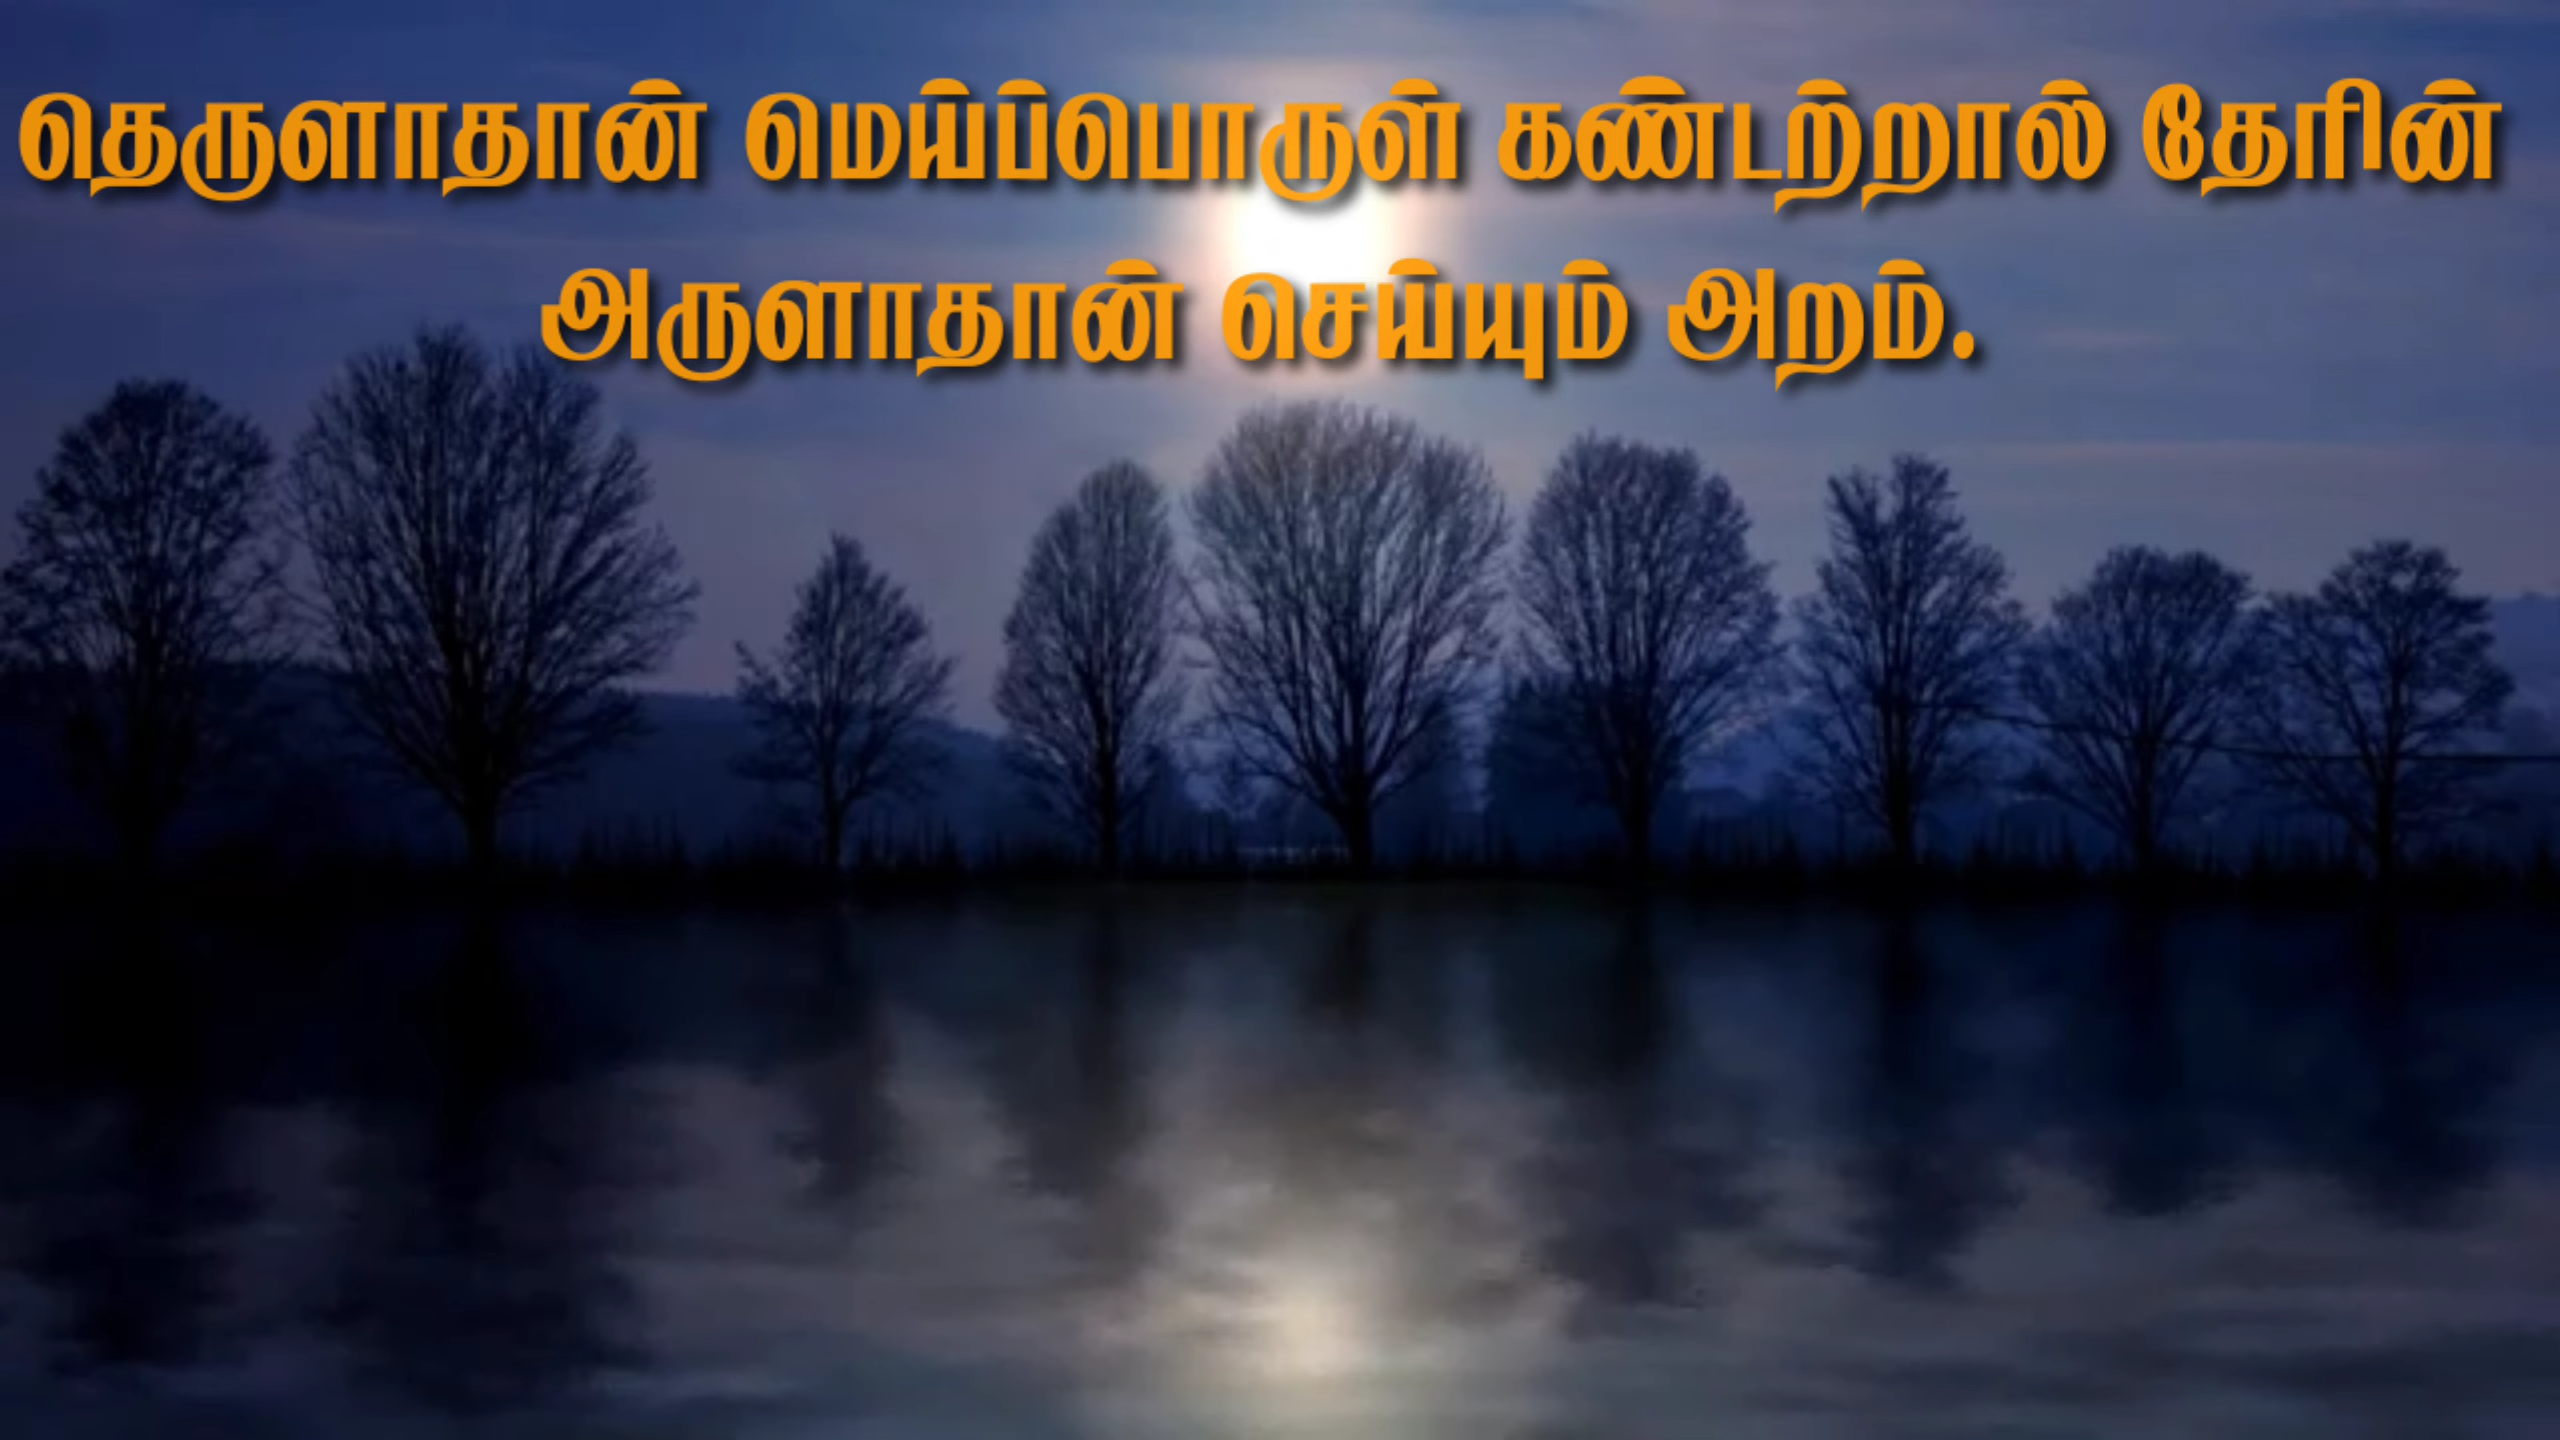 தெருளாதான் மெய்ப்பொருள் கண்டற்றால் தேரின்
அருளாதான் செய்யும் அறம்.